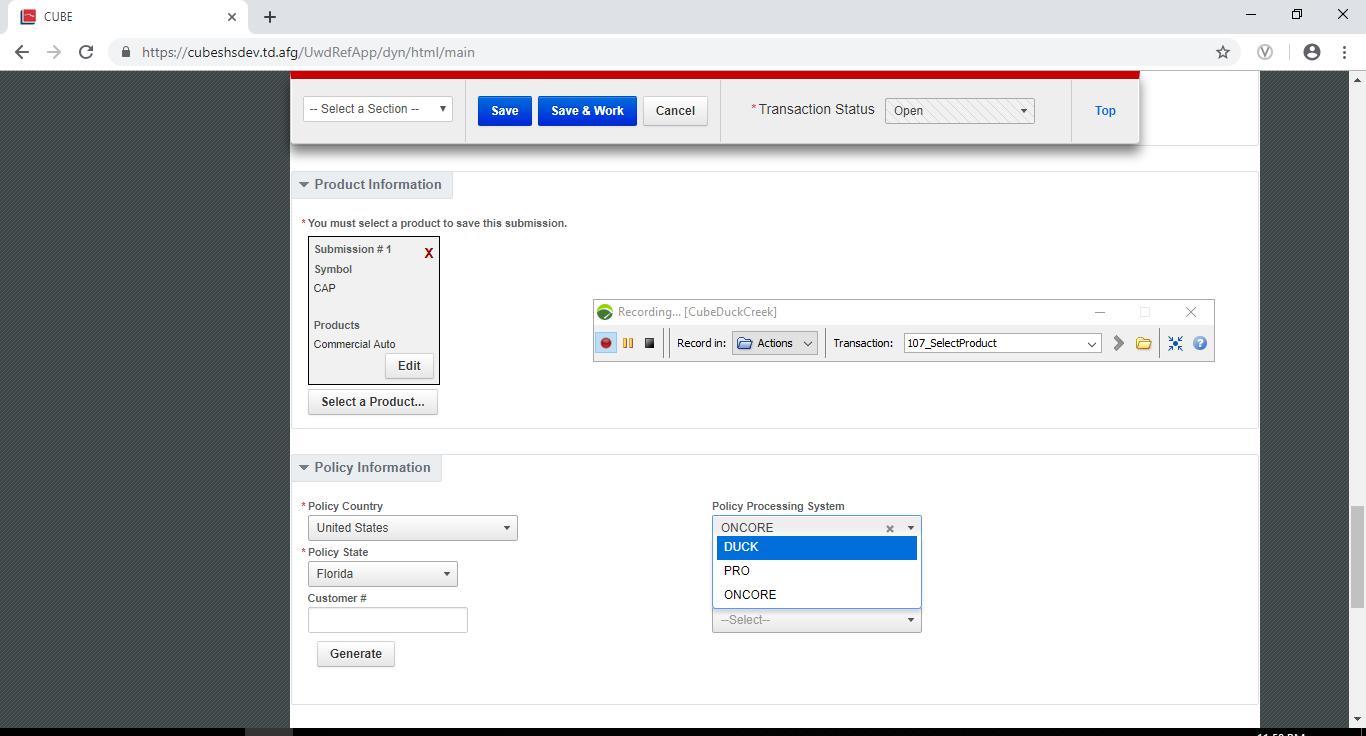 CUBE
https://cubeshsdev.td.afg/UwdRefApp/dyn/html/main
-- Select a Section --
Save
Save & Work
Cancel
* Transaction Status
Open
Top
Product Information
* You must select a product to save this submission.
Submission # 1
X
Symbol
CAP
Products
Commercial Auto
Edit
Select a Product...
Recording... [CubeDuckCreek]
Record in:
Actions
Transaction:
107_SelectProduct
Policy Information
* Policy Country
United States
* Policy State
Florida
Customer #
Generate
Policy Processing System
ONCORE
DUCK
PRO
ONCORE
--Select--